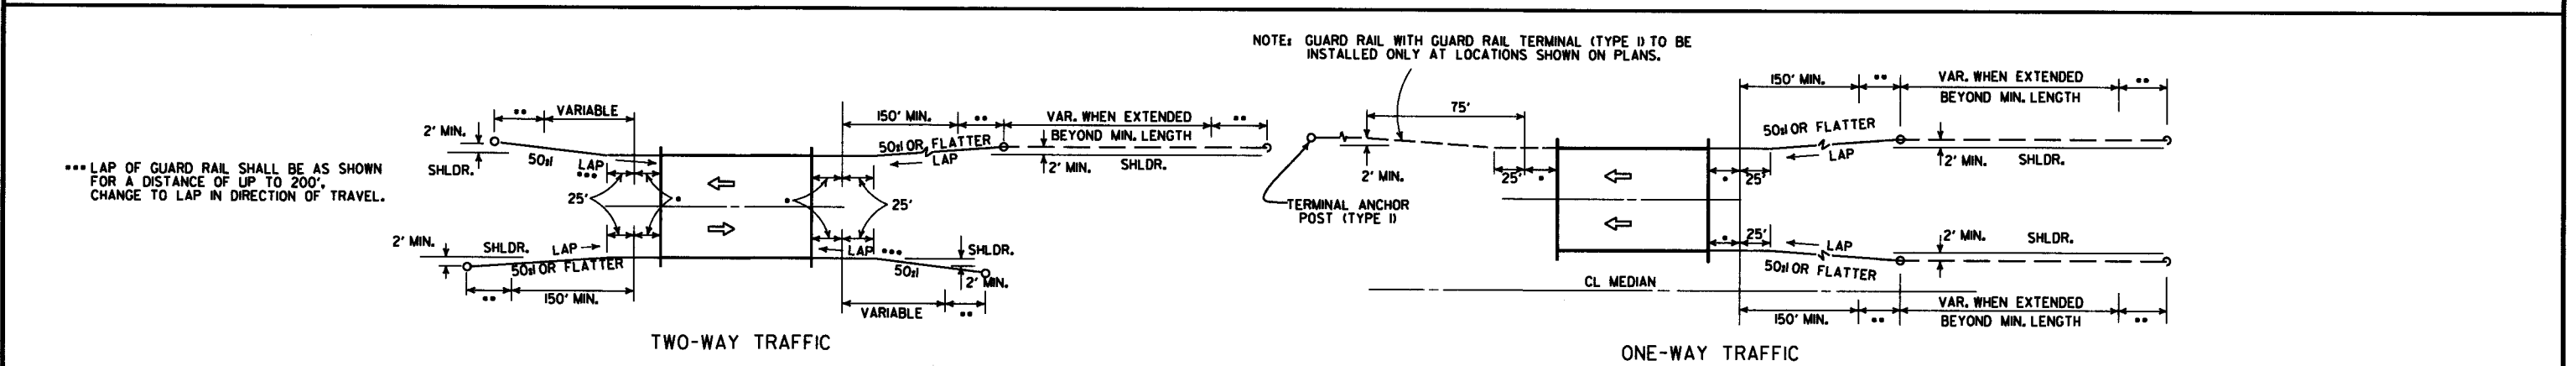 NOTE: GUARD RAIL WITH GUARD RAIL TERMINAL (TYPE I) TO BE
INSTALLED ONLY AT LOCATIONS SHOWN ON PLANS.
•• VARIABLE
2' MIN.
SHLDR.
50:1
LAP
•••
••• LAP OF GUARD RAIL SHALL BE AS SHOWN
FOR A DISTANCE OF UP TO 200'.
CHANGE TO LAP IN DIRECTION OF TRAVEL.
150' MIN. •• VAR. WHEN EXTENDED ••
BEYOND MIN. LENGTH
50:1 OR FLATTER
LAP
2' MIN. SHLDR.
25' • • 25'
2' MIN. SHLDR. LAP
50:1 OR FLATTER
•• 150' MIN.
LAP ••• SHLDR.
50:1
2' MIN.
VARIABLE ••
TWO-WAY TRAFFIC
75'
2' MIN.
25' •
TERMINAL ANCHOR
POST (TYPE I)
150' MIN. •• VAR. WHEN EXTENDED ••
BEYOND MIN. LENGTH
50:1 OR FLATTER
LAP
2' MIN. SHLDR.
• 25'
• 25'
LAP
2' MIN. SHLDR.
50:1 OR FLATTER
CL MEDIAN
150' MIN. •• VAR. WHEN EXTENDED ••
BEYOND MIN. LENGTH
ONE-WAY TRAFFIC